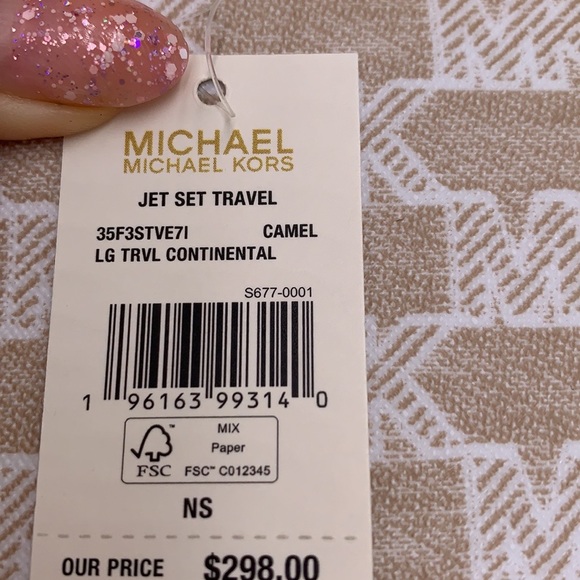 MICHAEL
MICHAEL KORS
JET SET TRAVEL
35F3STVE7I CAMEL
LG TRVL CONTINENTAL
S677-0001
1 96163 99314 0
MIX
Paper
FSC™ C012345
FSC
NS
OUR PRICE $298.00